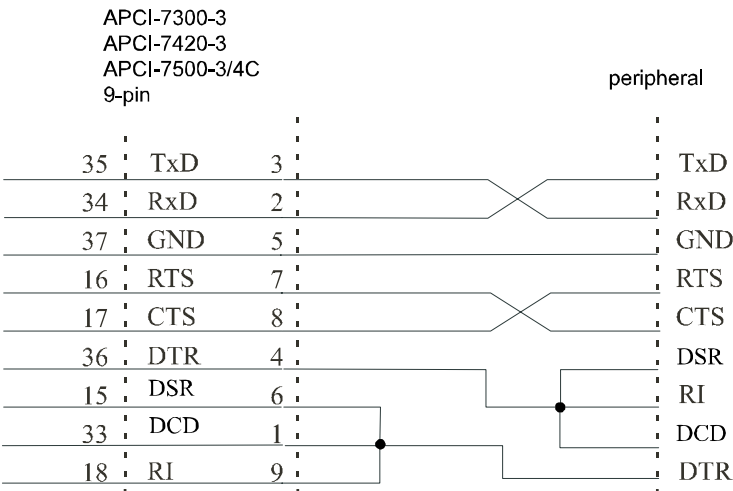 APCI-7300-3
APCI-7420-3
APCI-7500-3/4C
9-pin
peripheral
35 TxD 3 TxD
34 RxD 2 RxD
37 GND 5 GND
16 RTS 7 RTS
17 CTS 8 CTS
36 DTR 4 DSR
15 DSR 6 RI
33 DCD 1 DCD
18 RI 9 DTR